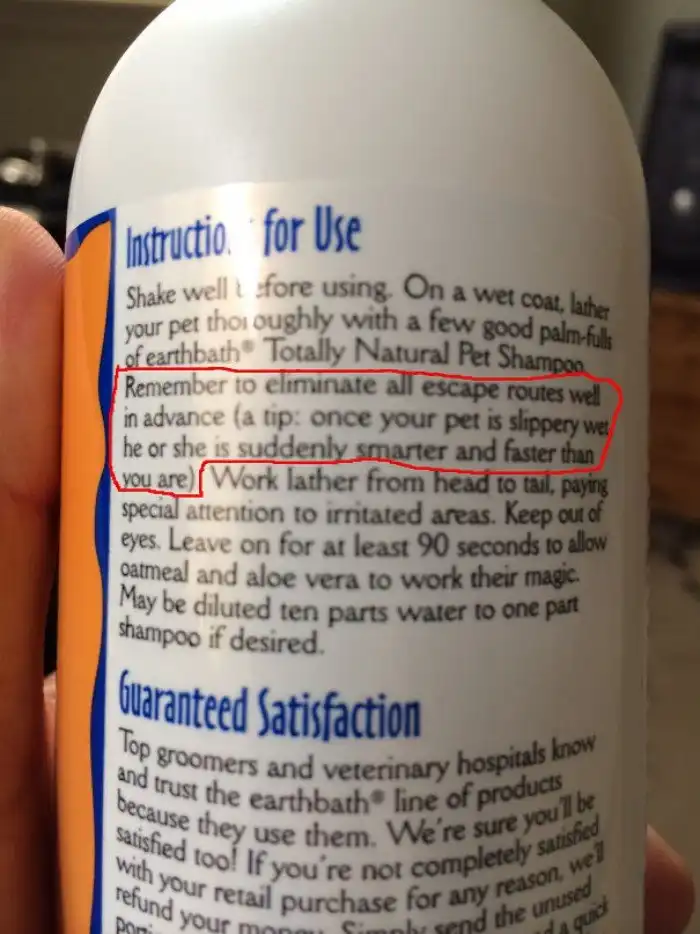 Instructio for Use
Shake well efore using. On a wet coat, lather
your pet thoroughly with a few good palm-fulls
of earthbath® Totally Natural Pet Shampoo.
Remember to eliminate all escape routes well
in advance (a tip: once your pet is slippery wet
he or she is suddenly smarter and faster than
you are) Work lather from head to tail, paying
special attention to irritated areas. Keep out of
eyes. Leave on for at least 90 seconds to allow
oatmeal and aloe vera to work their magic.
May be diluted ten parts water to one part
shampoo if desired.
Guaranteed Satisfaction
Top groomers and veterinary hospitals know
and trust the earthbath® line of products
because they use them. We're sure you'll be
satisfied too! If you're not completely satisfied
with your retail purchase for any reason, we'll
refund your money. Simply send the unused
a quick